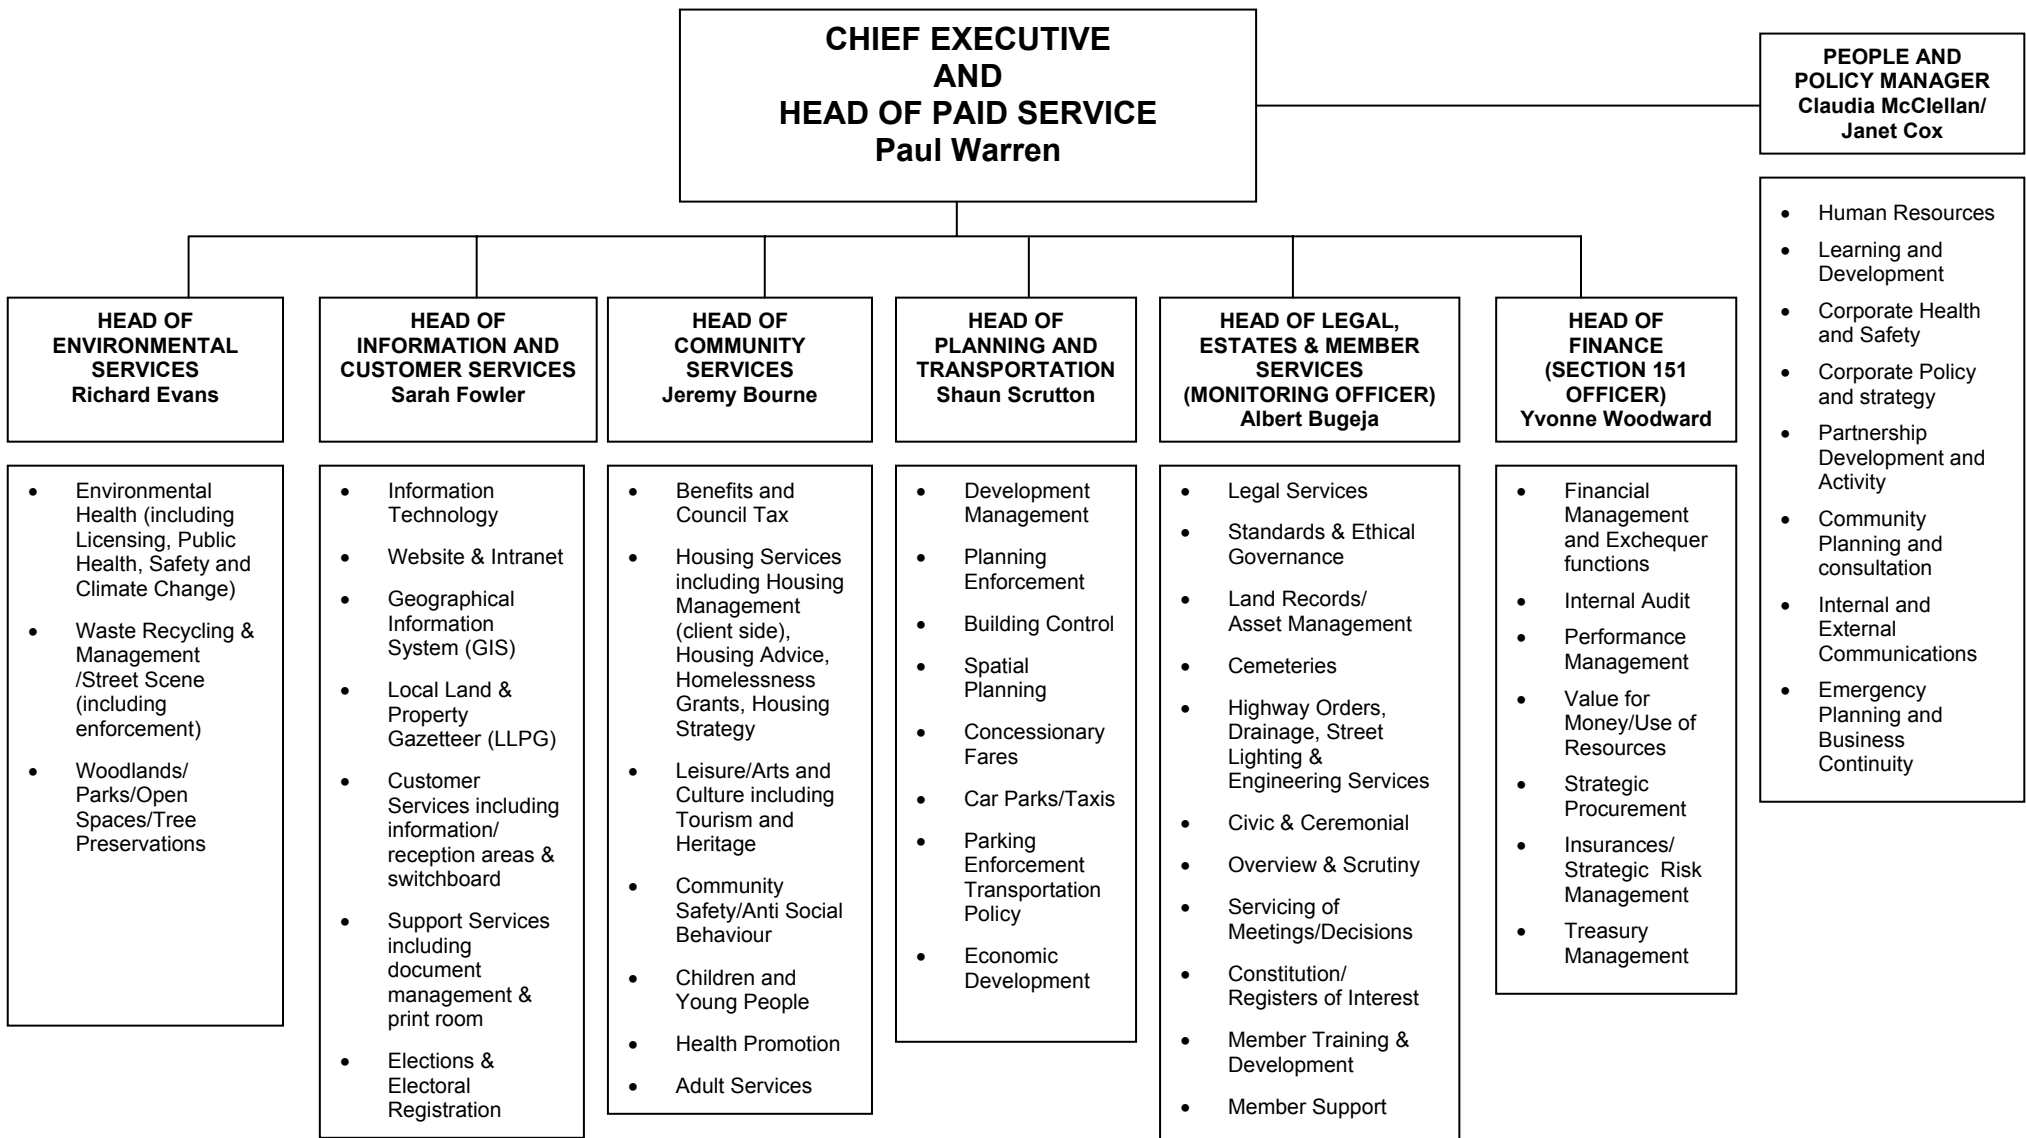 CHIEF EXECUTIVE
AND
HEAD OF PAID SERVICE
Paul Warren
PEOPLE AND
POLICY MANAGER
Claudia McClellan/
Janet Cox
• Human Resources
• Learning and
Development
• Corporate Health
and Safety
• Corporate Policy
and strategy
• Partnership
Development and
Activity
• Community
Planning and
consultation
• Internal and
External
Communications
• Emergency
Planning and
Business
Continuity
HEAD OF
ENVIRONMENTAL
SERVICES
Richard Evans
• Environmental
Health (including
Licensing, Public
Health, Safety and
Climate Change)
• Waste Recycling &
Management
/Street Scene
(including
enforcement)
• Woodlands/
Parks/Open
Spaces/Tree
Preservations
HEAD OF
INFORMATION AND
CUSTOMER SERVICES
Sarah Fowler
• Information
Technology
• Website & Intranet
• Geographical
Information
System (GIS)
• Local Land &
Property
Gazetteer (LLPG)
• Customer
Services including
information/
reception areas &
switchboard
• Support Services
including
document
management &
print room
• Elections &
Electoral
Registration
HEAD OF
COMMUNITY
SERVICES
Jeremy Bourne
• Benefits and
Council Tax
• Housing Services
including Housing
Management
(client side),
Housing Advice,
Homelessness
Grants, Housing
Strategy
• Leisure/Arts and
Culture including
Tourism and
Heritage
• Community
Safety/Anti Social
Behaviour
• Children and
Young People
• Health Promotion
• Adult Services
HEAD OF
PLANNING AND
TRANSPORTATION
Shaun Scrutton
• Development
Management
• Planning
Enforcement
• Building Control
• Spatial
Planning
• Concessionary
Fares
• Car Parks/Taxis
• Parking
Enforcement
Transportation
Policy
• Economic
Development
HEAD OF LEGAL,
ESTATES & MEMBER
SERVICES
(MONITORING OFFICER)
Albert Bugeja
• Legal Services
• Standards & Ethical
Governance
• Land Records/
Asset Management
• Cemeteries
• Highway Orders,
Drainage, Street
Lighting &
Engineering Services
• Civic & Ceremonial
• Overview & Scrutiny
• Servicing of
Meetings/Decisions
• Constitution/
Registers of Interest
• Member Training &
Development
• Member Support
HEAD OF
FINANCE
(SECTION 151
OFFICER)
Yvonne Woodward
• Financial
Management
and Exchequer
functions
• Internal Audit
• Performance
Management
• Value for
Money/Use of
Resources
• Strategic
Procurement
• Insurances/
Strategic Risk
Management
• Treasury
Management